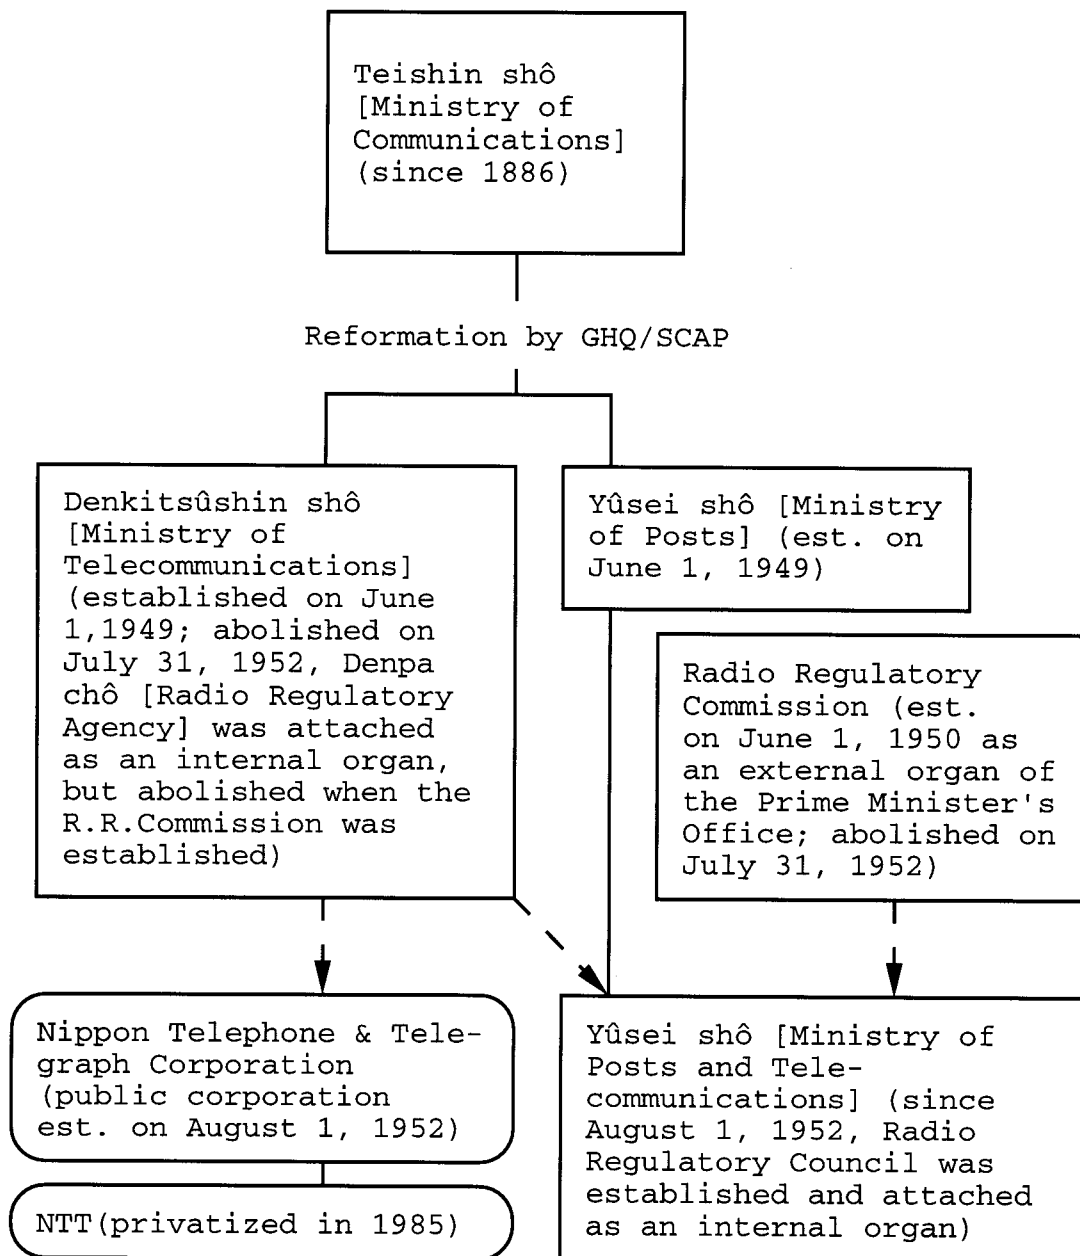 Teishin shô
[Ministry of
Communications]
(since 1886)
Reformation by GHQ/SCAP
Denkitsûshin shô
[Ministry of
Telecommunications]
(established on June
1,1949; abolished on
July 31, 1952, Denpa
chô [Radio Regulatory
Agency] was attached
as an internal organ,
but abolished when the
R.R.Commission was
established)
Yûsei shô [Ministry
of Posts] (est. on
June 1, 1949)
Radio Regulatory
Commission (est.
on June 1, 1950 as
an external organ of
the Prime Minister's
Office; abolished on
July 31, 1952)
Nippon Telephone & Tele-
graph Corporation
(public corporation
est. on August 1, 1952)
NTT(privatized in 1985)
Yûsei shô [Ministry of
Posts and Tele-
communications] (since
August 1, 1952, Radio
Regulatory Council was
established and attached
as an internal organ)